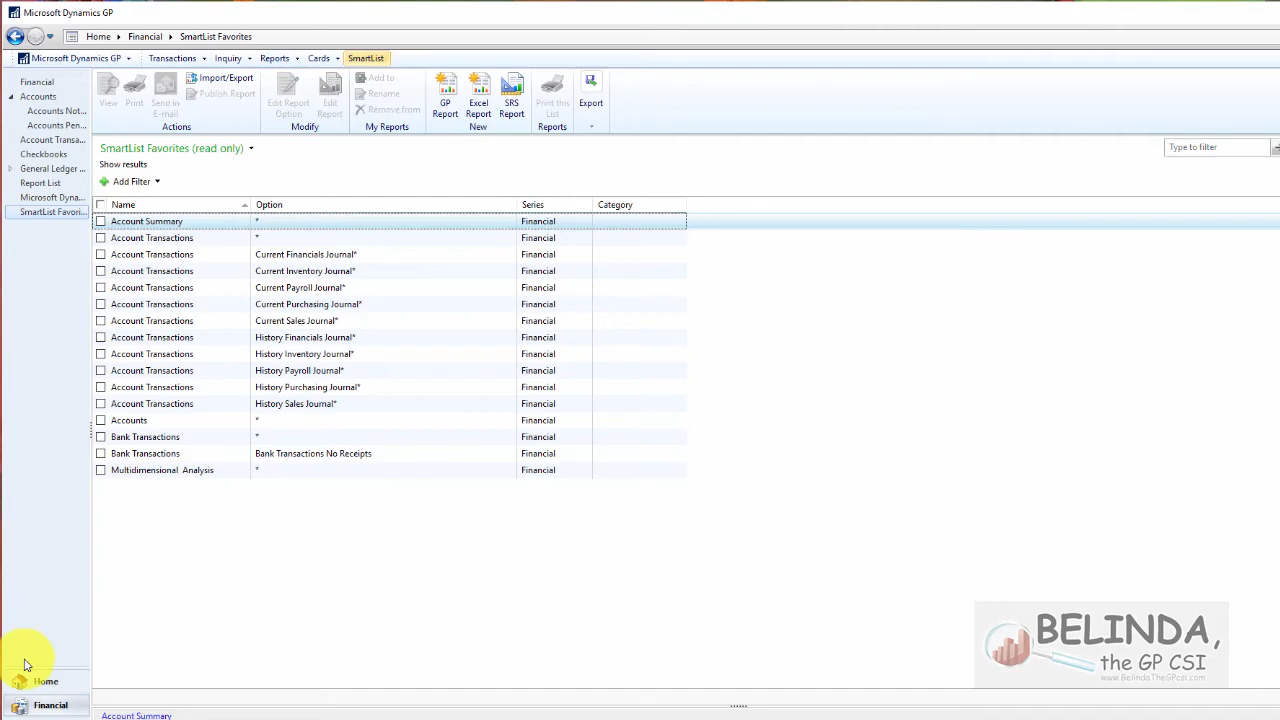 Microsoft Dynamics GP
Home Financial SmartList Favorites
Microsoft Dynamics GP Transactions Inquiry Reports Cards SmartList
Financial
Accounts
Accounts Not...
Accounts Pen...
Account Transa...
Checkbooks
General Ledger ...
Report List
Microsoft Dyna...
SmartList Favori...
View
Print
Send in E-mail
Import/Export
Publish Report
Actions
Edit Report Option
Edit Report
Modify
Add to
Rename
Remove from
My Reports
GP Report
Excel Report
SRS Report
New
Print this List
Reports
Export
SmartList Favorites (read only)
Type to filter
Show results
Add Filter
Name Option Series Category
Account Summary * Financial
Account Transactions * Financial
Account Transactions Current Financials Journal* Financial
Account Transactions Current Inventory Journal* Financial
Account Transactions Current Payroll Journal* Financial
Account Transactions Current Purchasing Journal* Financial
Account Transactions Current Sales Journal* Financial
Account Transactions History Financials Journal* Financial
Account Transactions History Inventory Journal* Financial
Account Transactions History Payroll Journal* Financial
Account Transactions History Purchasing Journal* Financial
Account Transactions History Sales Journal* Financial
Accounts * Financial
Bank Transactions * Financial
Bank Transactions Bank Transactions No Receipts Financial
Multidimensional Analysis * Financial
BELINDA,
the GP CSI
www.BelindaTheGPcsi.com
Home
Financial
Account Summary